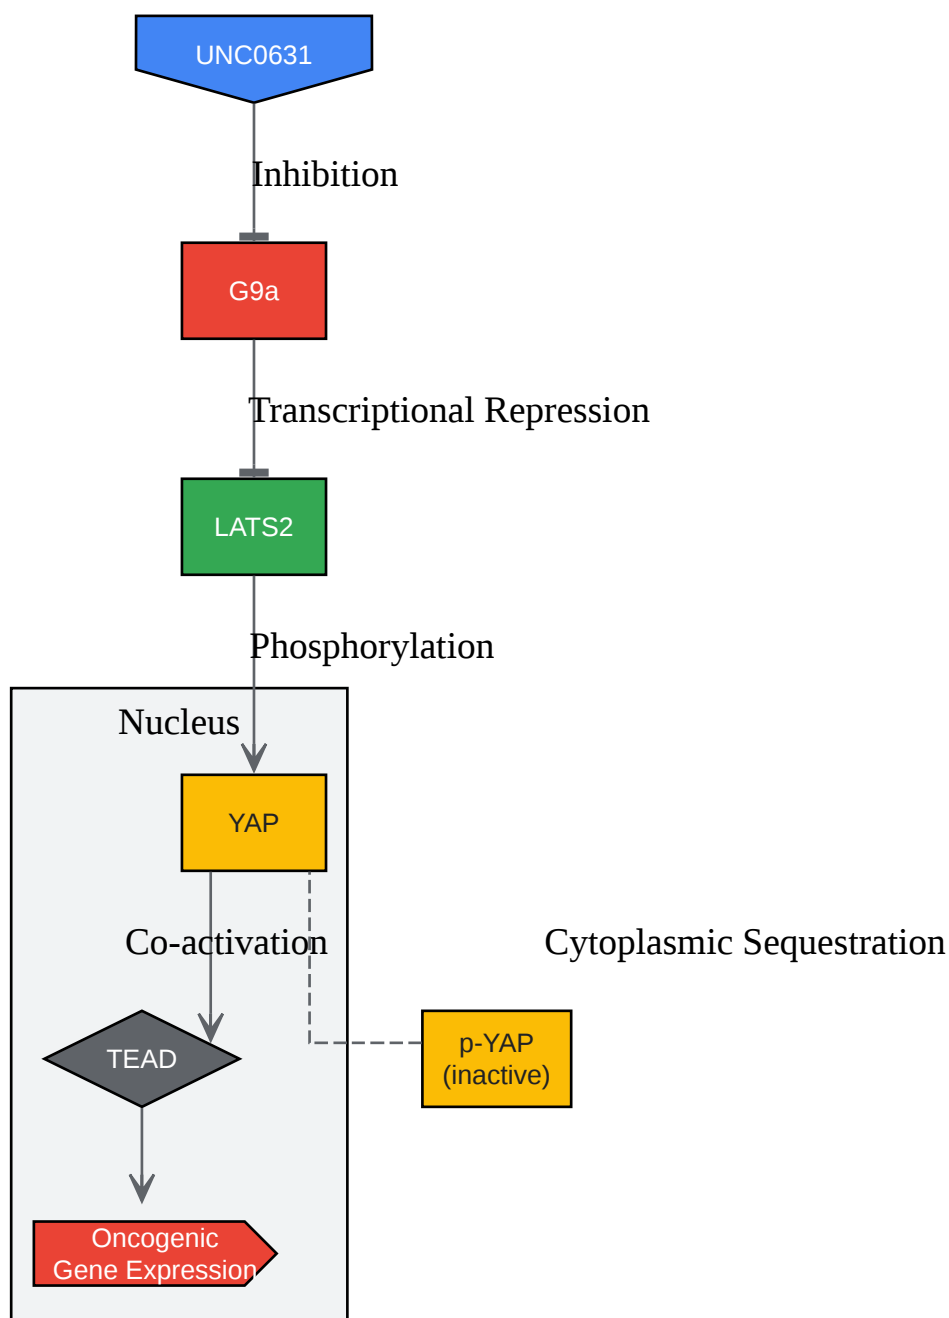 UNC0631
Inhibition
G9a
Transcriptional Repression
LATS2
Phosphorylation
Nucleus
YAP
Co-activation
Cytoplasmic Sequestration
p-YAP
(inactive)
TEAD
Oncogenic
Gene Expression